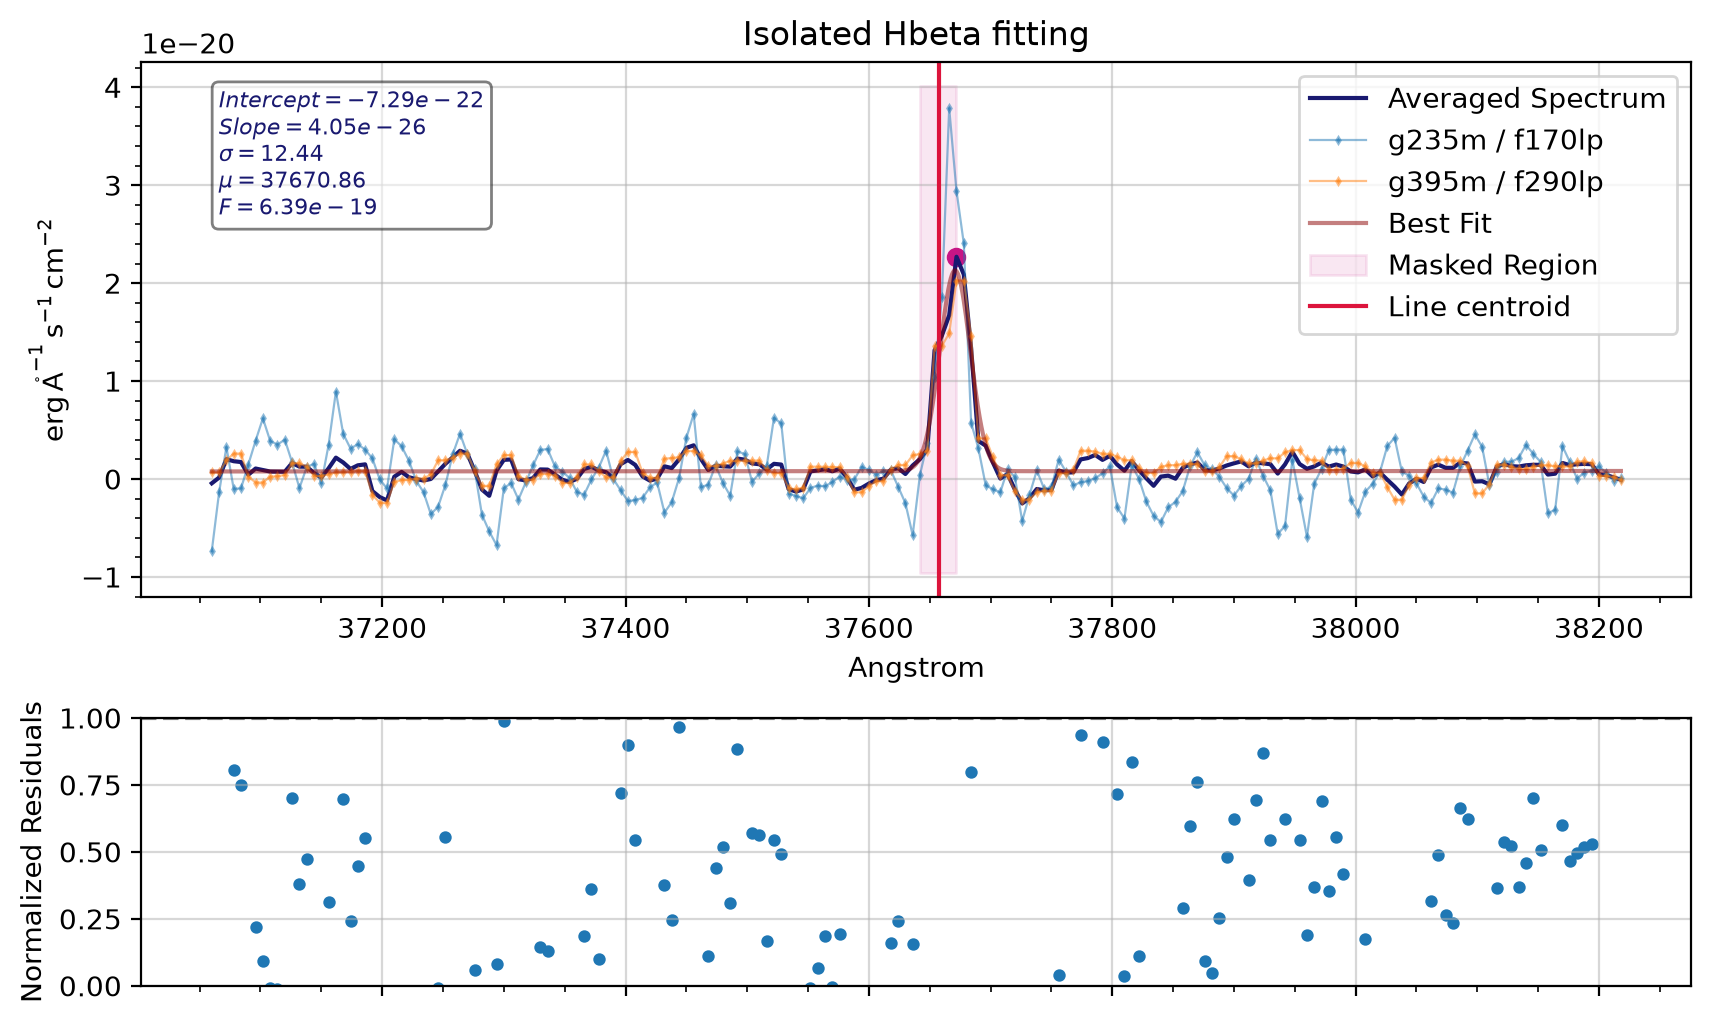 Isolated Hbeta fitting
1e−20
4
3
2
1
0
−1
erg Å⁻¹ s⁻¹ cm⁻²
Intercept = −7.29e − 22
Slope = 4.05e − 26
σ = 12.44
μ = 37670.86
F = 6.39e − 19
Averaged Spectrum
g235m / f170lp
g395m / f290lp
Best Fit
Masked Region
Line centroid
37200 37400 37600 37800 38000 38200
Angstrom
Normalized Residuals
1.00
0.75
0.50
0.25
0.00